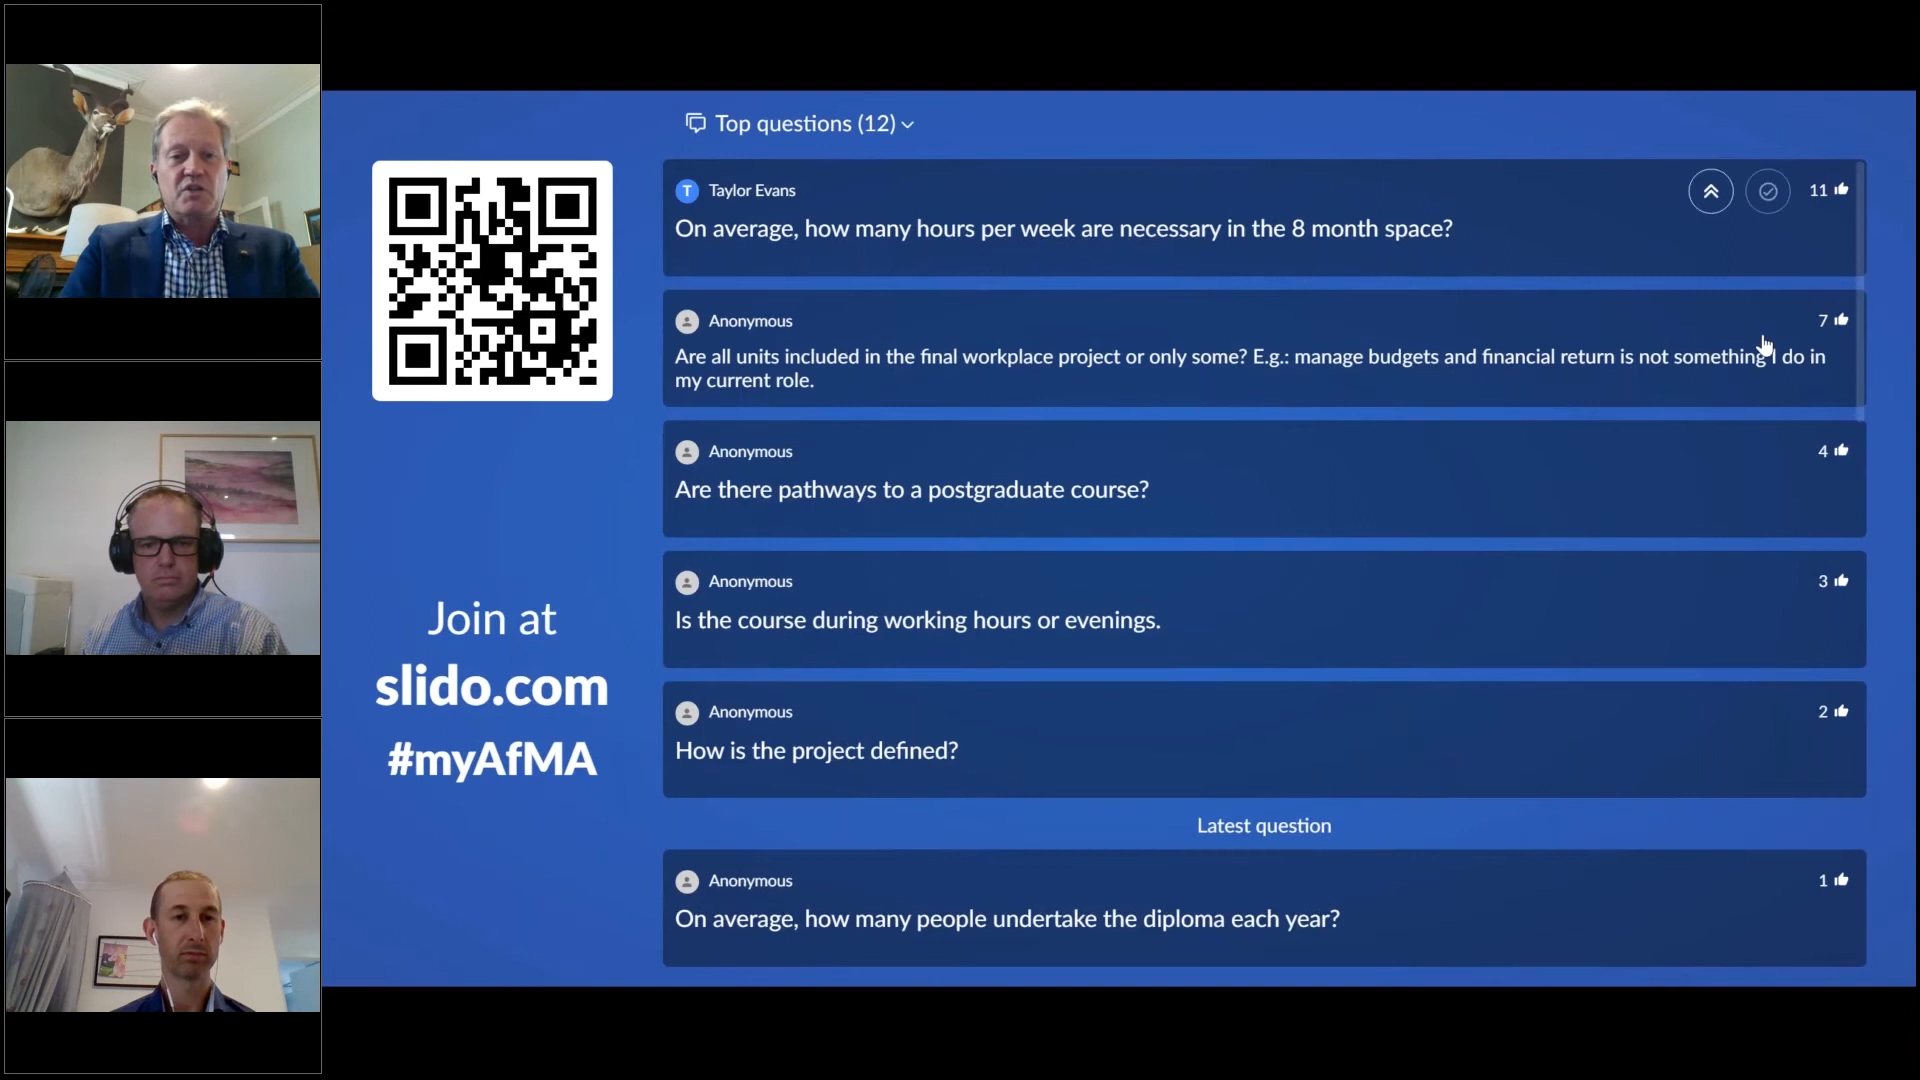 Top questions (12)
T Taylor Evans
11
On average, how many hours per week are necessary in the 8 month space?
Anonymous
7
Are all units included in the final workplace project or only some? E.g.: manage budgets and financial return is not something I do in
my current role.
Anonymous
4
Are there pathways to a postgraduate course?
Anonymous
3
Is the course during working hours or evenings.
Anonymous
2
How is the project defined?
Latest question
Anonymous
1
On average, how many people undertake the diploma each year?
Join at
slido.com
#myAfMA